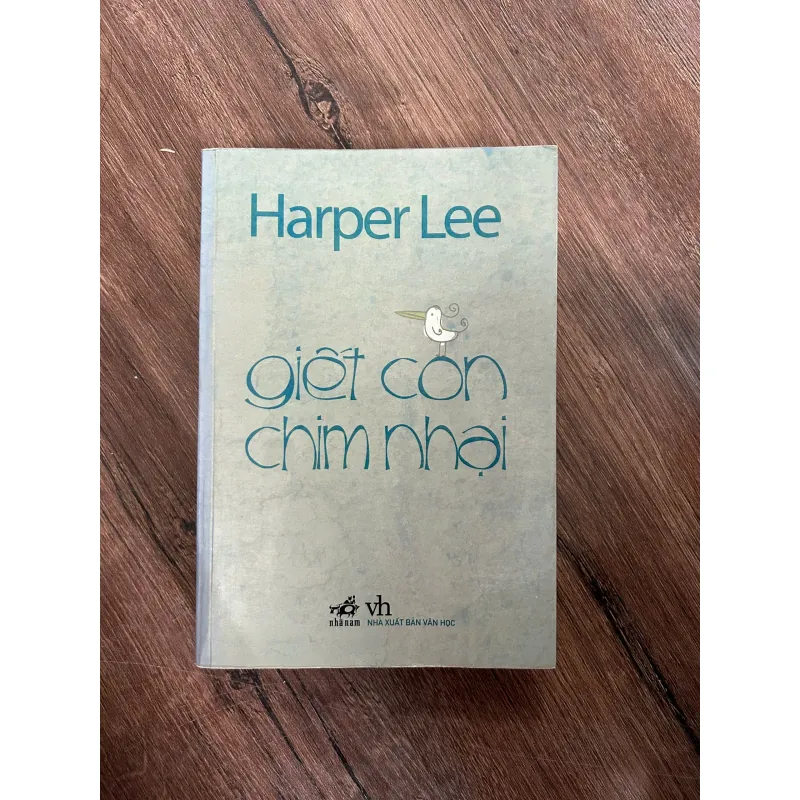 Harper Lee
giết con
chim nhại
nhã nam
vh
NHÀ XUẤT BẢN VĂN HỌC